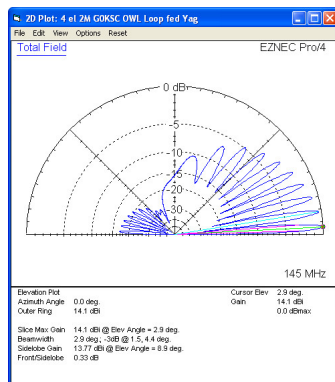 2D Plot: 4 el 2M G0KSC OWL Loop fed Yag
File Edit View Options Reset
Total Field
EZNEC Pro/4
0 dB
-5
-10
-15
-20
-30
145 MHz
Elevation Plot
Cursor Elev 2.9 deg.
Azimuth Angle 0.0 deg.
Gain 14.1 dBi
Outer Ring 14.1 dBi
0.0 dBmax
Slice Max Gain 14.1 dBi @ Elev Angle = 2.9 deg.
Beamwidth 2.9 deg.; -3dB @ 1.5, 4.4 deg.
Sidelobe Gain 13.77 dBi @ Elev Angle = 8.9 deg.
Front/Sidelobe 0.33 dB